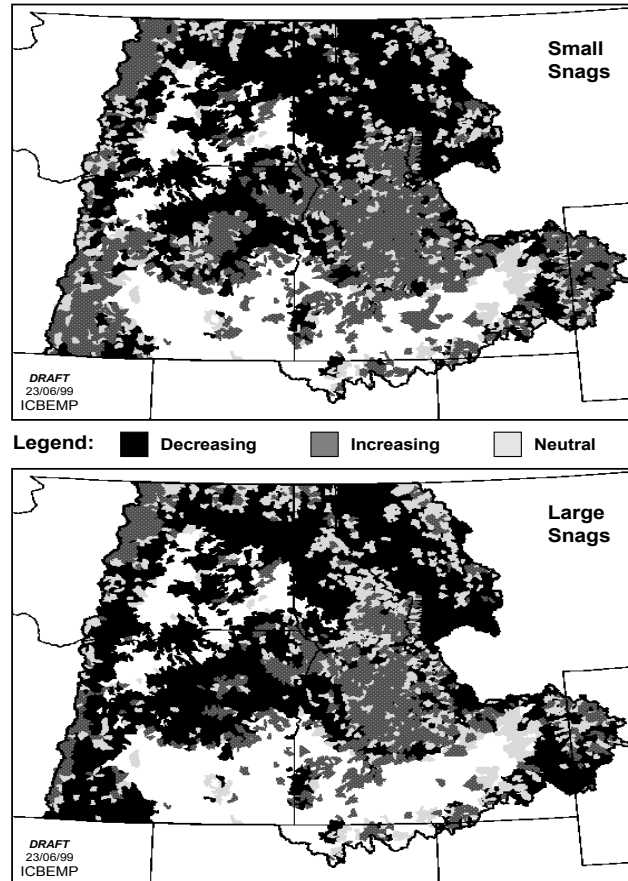 Small
Snags
DRAFT
23/06/99
ICBEMP
Legend: Decreasing Increasing Neutral
Large
Snags
DRAFT
23/06/99
ICBEMP